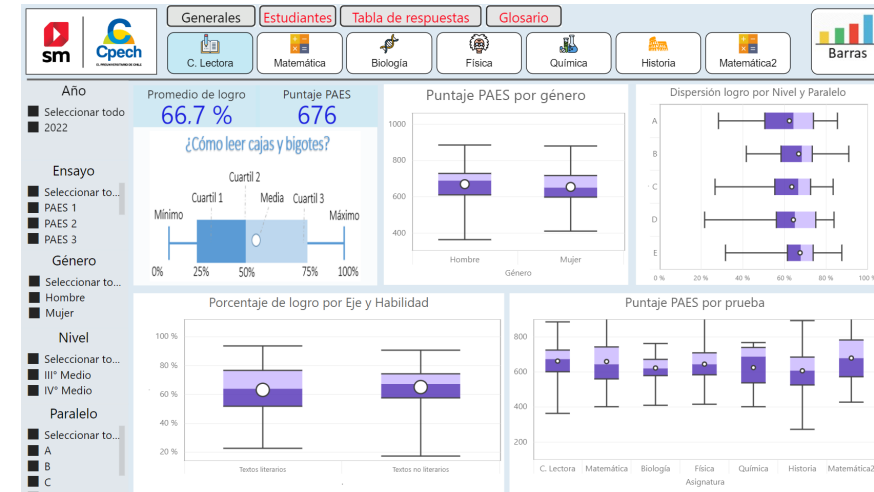 Generales Estudiantes Tabla de respuestas Glosario
sm
Cpech
C. Lectora Matemática Biología Física Química Historia Matemática2
Barras
Año
Seleccionar todo
2022
Ensayo
Seleccionar to...
PAES 1
PAES 2
PAES 3
Género
Seleccionar to...
Hombre
Mujer
Nivel
Seleccionar to...
III° Medio
IV° Medio
Paralelo
Seleccionar to...
A
B
C
Promedio de logro
66.7 %
Puntaje PAES
676
¿Cómo leer cajas y bigotes?
Cuartil 2
Cuartil 1 Media Cuartil 3
Mínimo Máximo
0% 25% 50% 75% 100%
Puntaje PAES por género
1000
800
600
400
Hombre Mujer
Género
Dispersión logro por Nivel y Paralelo
A
B
C
D
E
0 % 20 % 40 % 60 % 80 % 100 %
Porcentaje de logro por Eje y Habilidad
100 %
80 %
60 %
40 %
20 %
Textos literarios Textos no literarios
Puntaje PAES por prueba
800
600
400
200
C. Lectora Matemática Biología Física Química Historia Matemática2
Asignatura